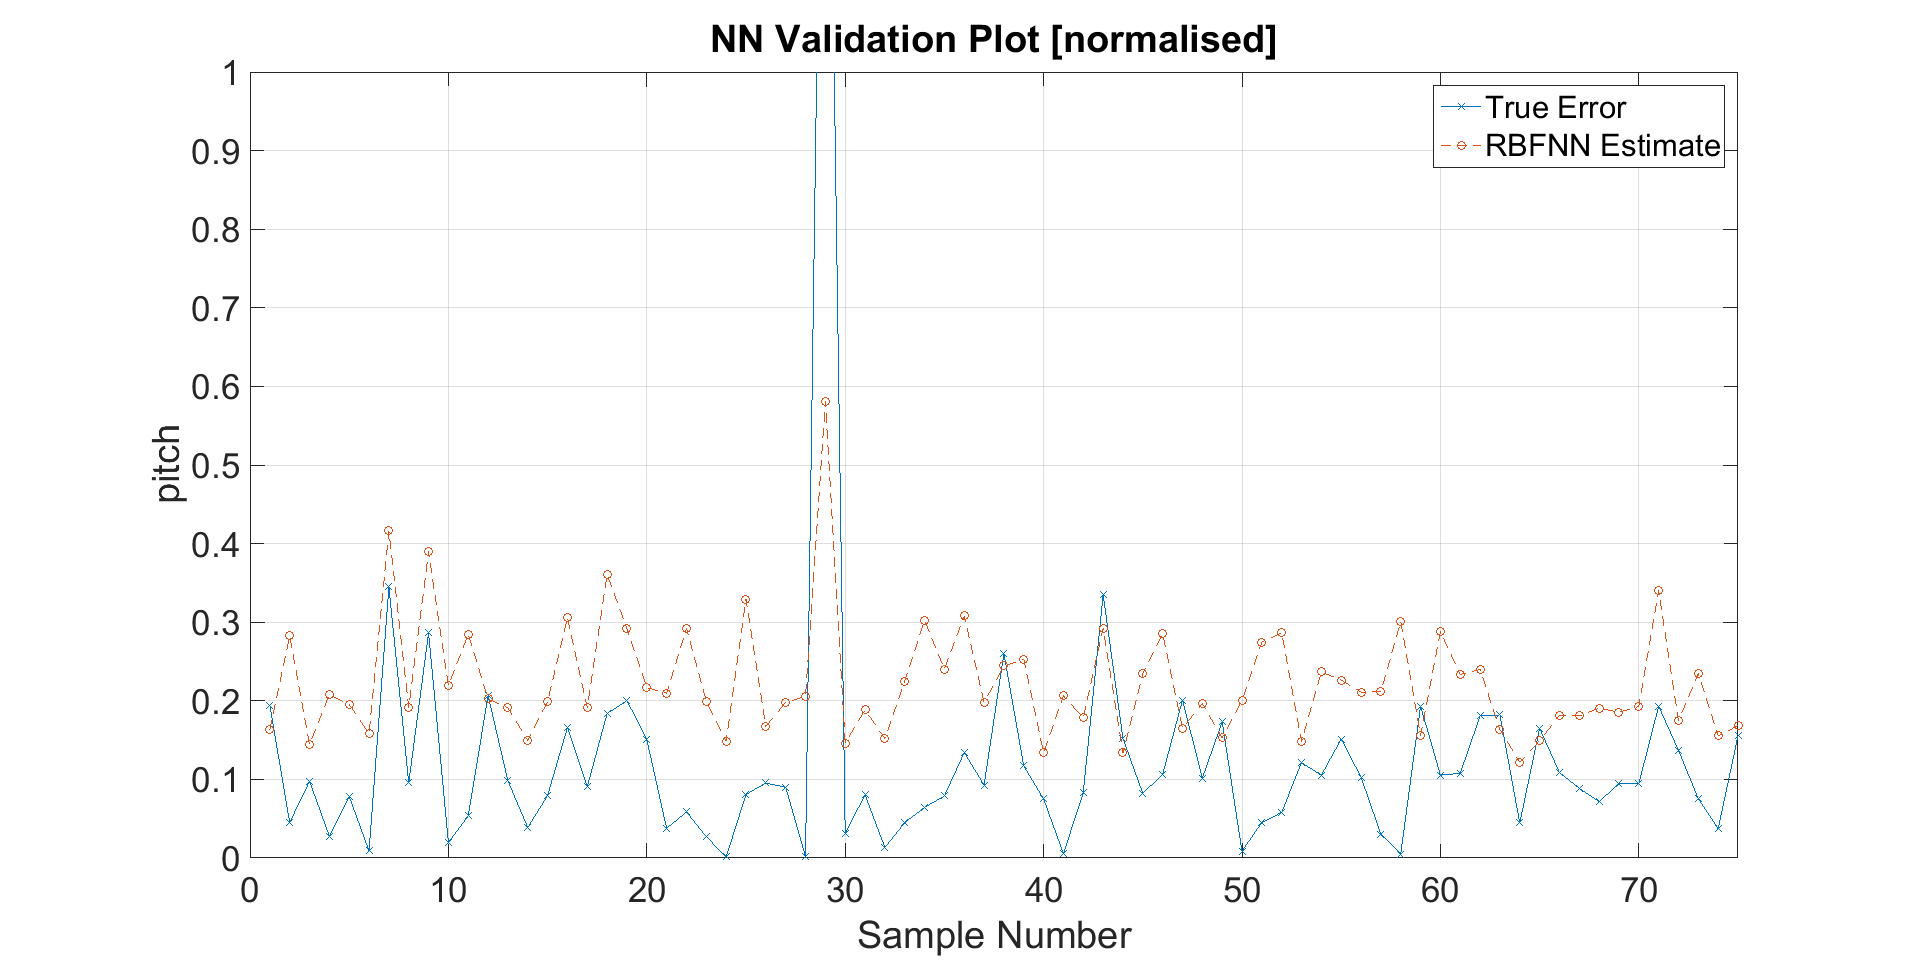 NN Validation Plot [normalised]
True Error
RBFNN Estimate
pitch
1
0.9
0.8
0.7
0.6
0.5
0.4
0.3
0.2
0.1
0
0 10 20 30 40 50 60 70
Sample Number